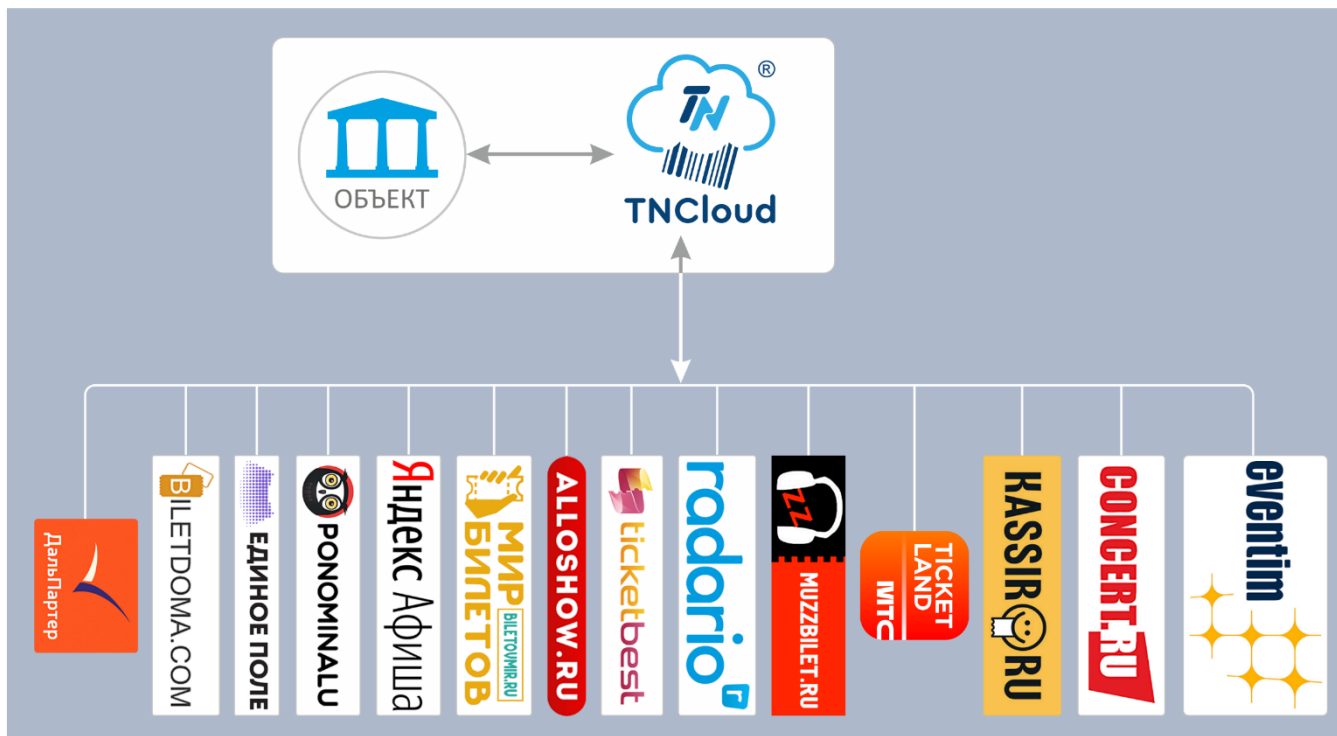 ОБЪЕКТ
TN
®
TNCloud
ДальПартер
BILETDOMA.COM
ЕДИНОЕ ПОЛЕ
PONOMINALU
Яндекс Афиша
МИР
БИЛЕТОВ
BILETOVMIR.RU
ALLOSHOW.RU
ticketbest
radario
r
ZZ
MUZZBILET.RU
TICKET
LAND
МТС
KASSIR.RU
CONCERT.RU
eventim